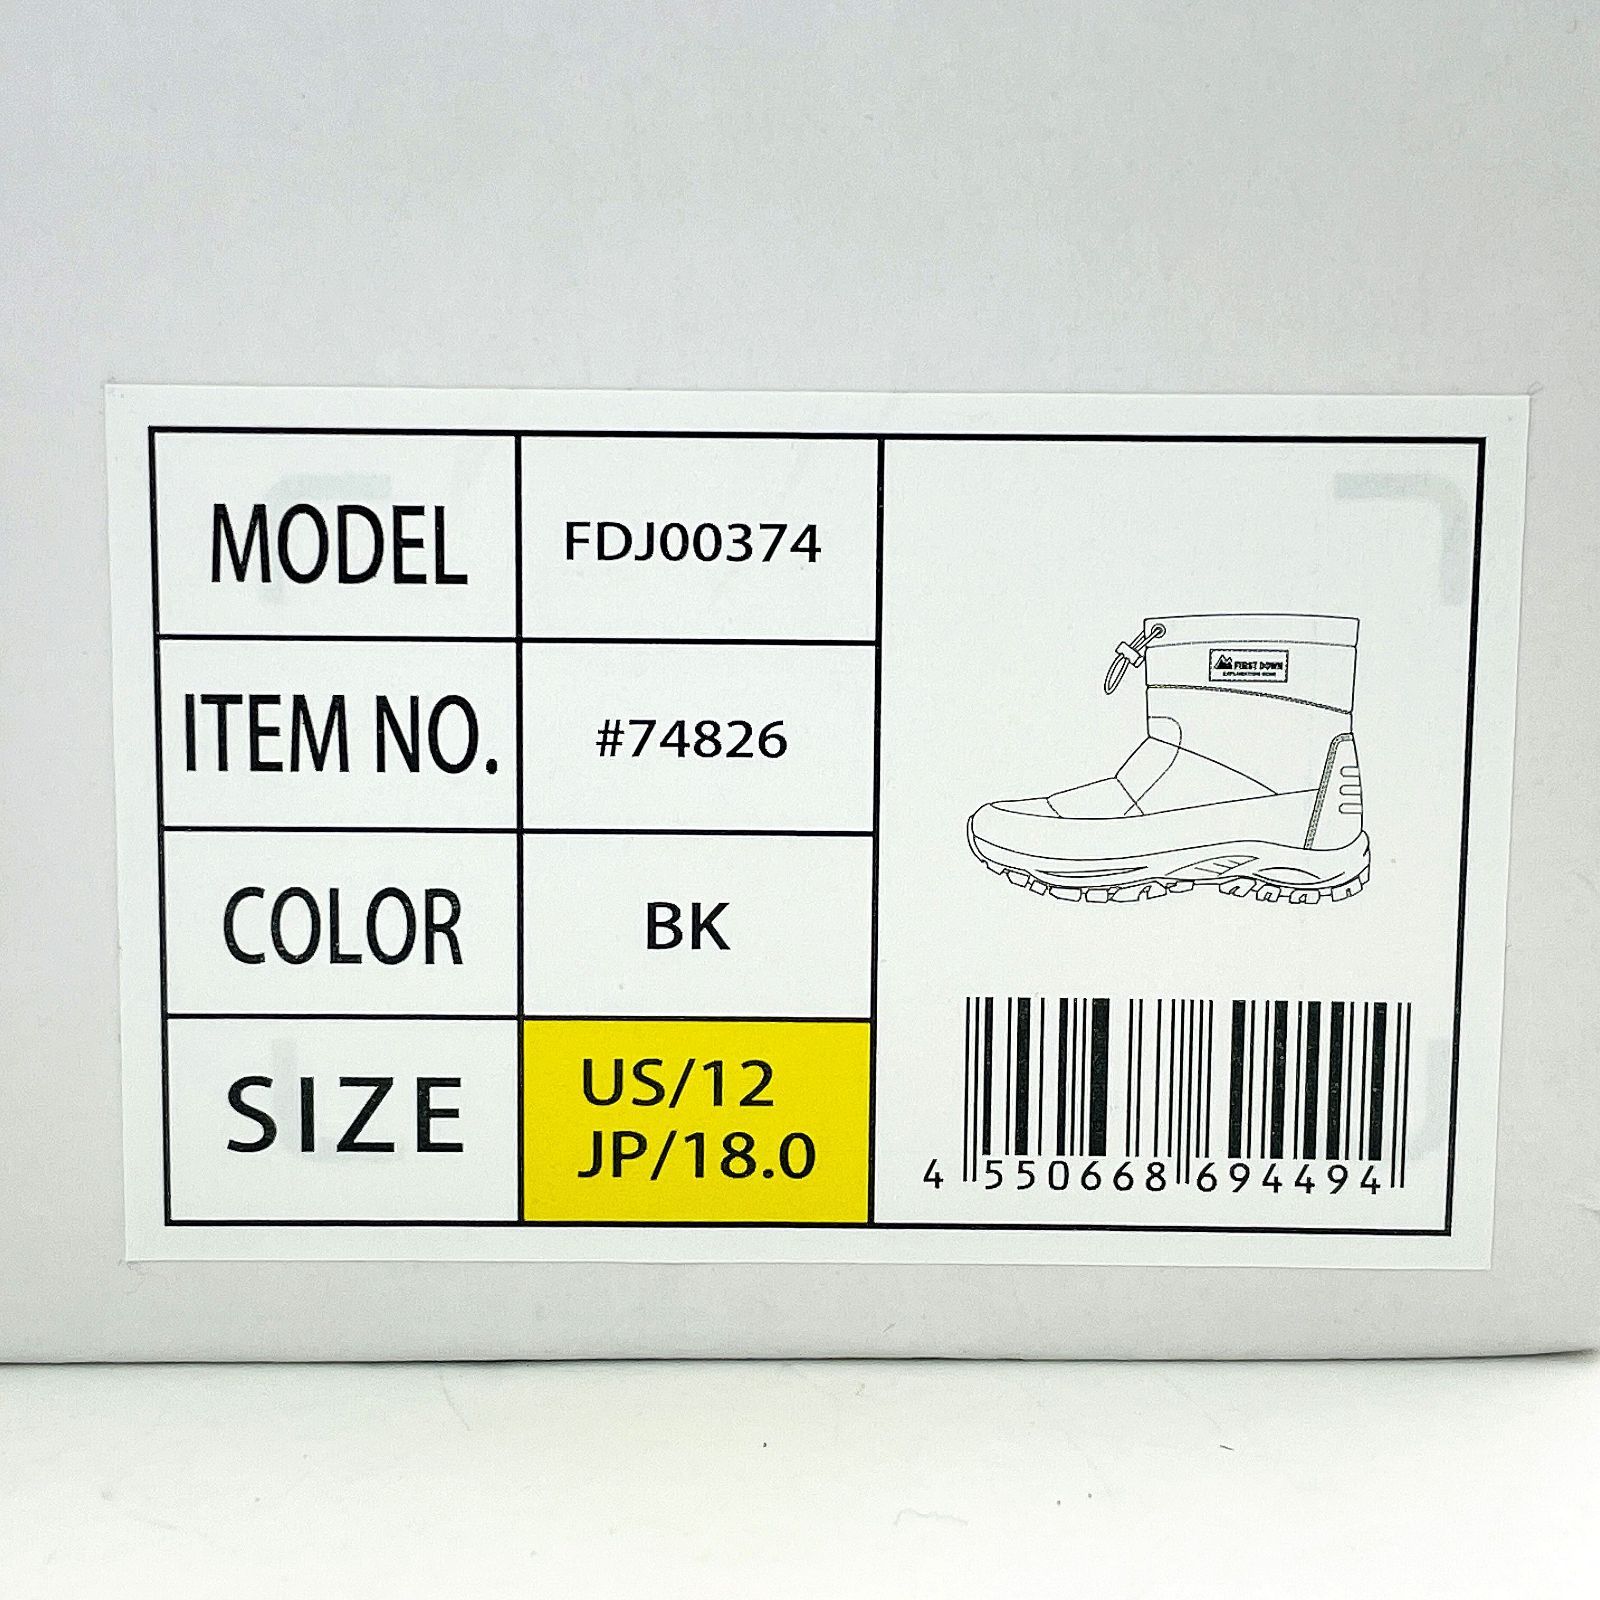 MODEL FDJ00374
ITEM NO. #74826
COLOR BK
SIZE US/12
JP/18.0
FIRST DOWN
4 550668 694494